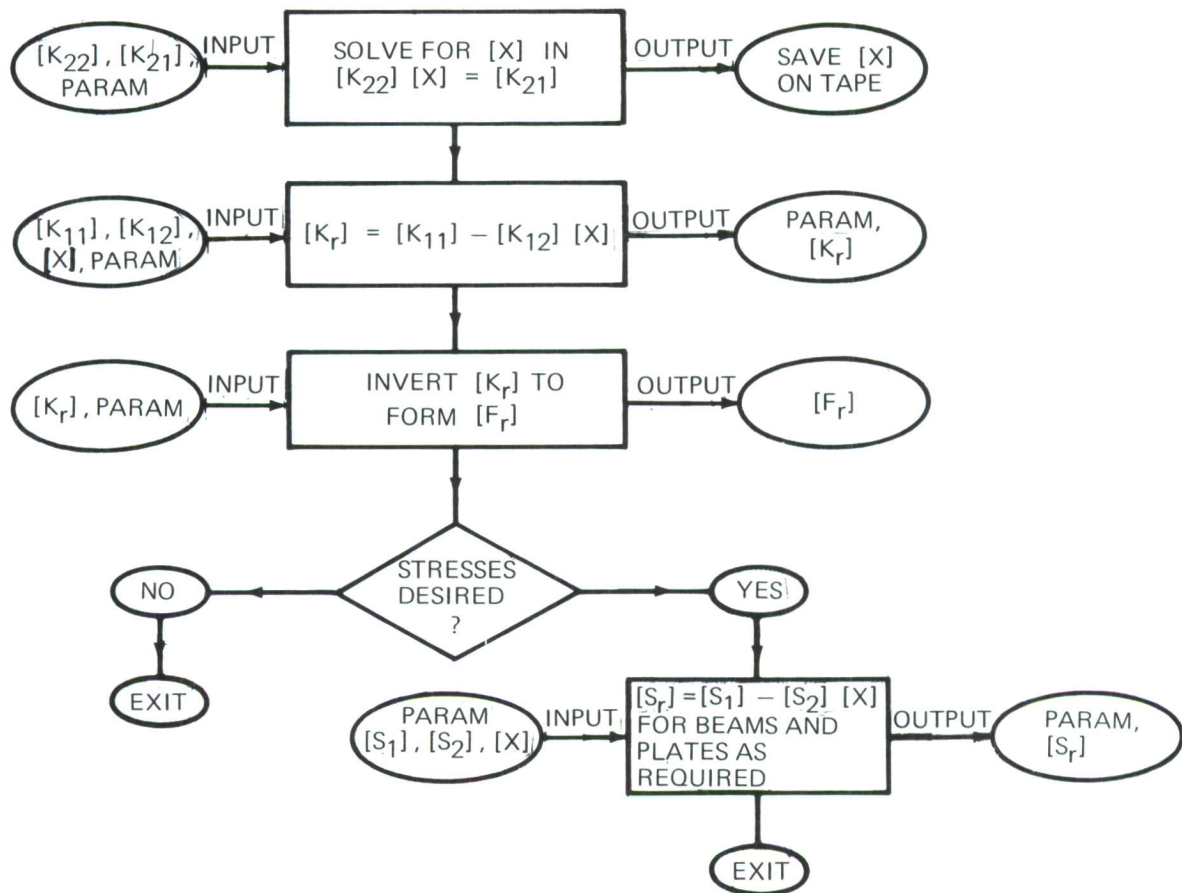 [K22], [K21],
PARAM
INPUT
SOLVE FOR [X] IN
[K22] [X] = [K21]
OUTPUT
SAVE [X]
ON TAPE
[K11], [K12],
[X], PARAM
INPUT
[Kr] = [K11] – [K12] [X]
OUTPUT
PARAM,
[Kr]
[Kr], PARAM
INPUT
INVERT [Kr] TO
FORM [Fr]
OUTPUT
[Fr]
STRESSES
DESIRED
?
NO
YES
EXIT
PARAM
[S1], [S2], [X]
INPUT
[Sr] = [S1] – [S2] [X]
FOR BEAMS AND
PLATES AS
REQUIRED
OUTPUT
PARAM,
[Sr]
EXIT